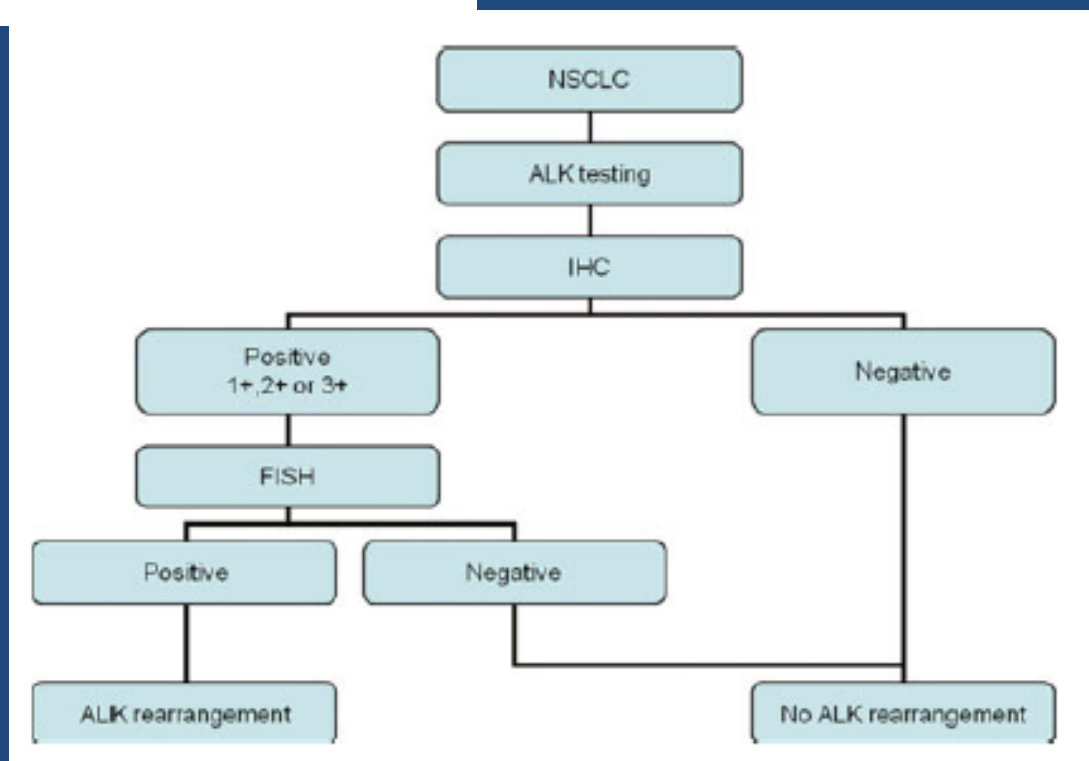 NSCLC
ALK testing
IHC
Positive
1+,2+ or 3+
Negative
FISH
Positive
Negative
ALK rearrangement
No ALK rearrangement